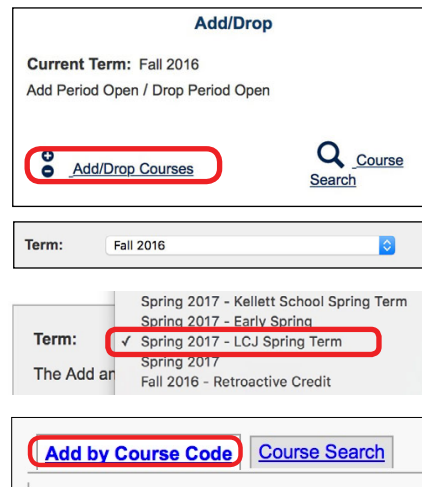 Add/Drop
Current Term: Fall 2016
Add Period Open / Drop Period Open
Add/Drop Courses
Course
Search
Term: Fall 2016
Spring 2017 - Kellett School Spring Term
Spring 2017 - Early Spring
Term: ✓ Spring 2017 - LCJ Spring Term
Spring 2017
The Add an
Fall 2016 - Retroactive Credit
Add by Course Code Course Search